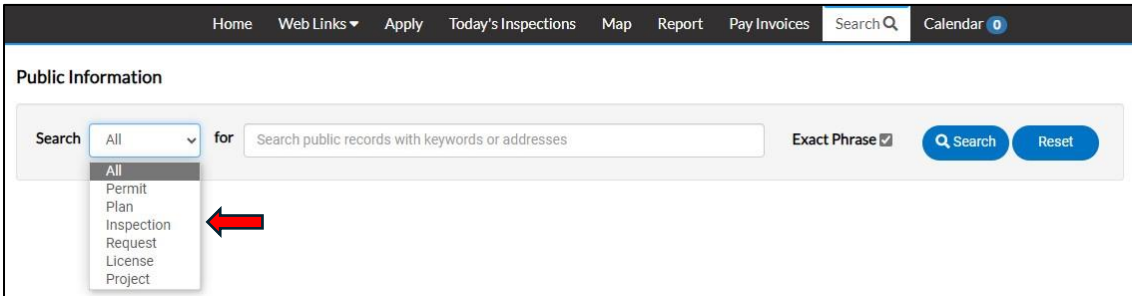 Home Web Links Apply Today's Inspections Map Report Pay Invoices Search Calendar 0
Public Information
Search All for Search public records with keywords or addresses Exact Phrase Search Reset
All
Permit
Plan
Inspection
Request
License
Project